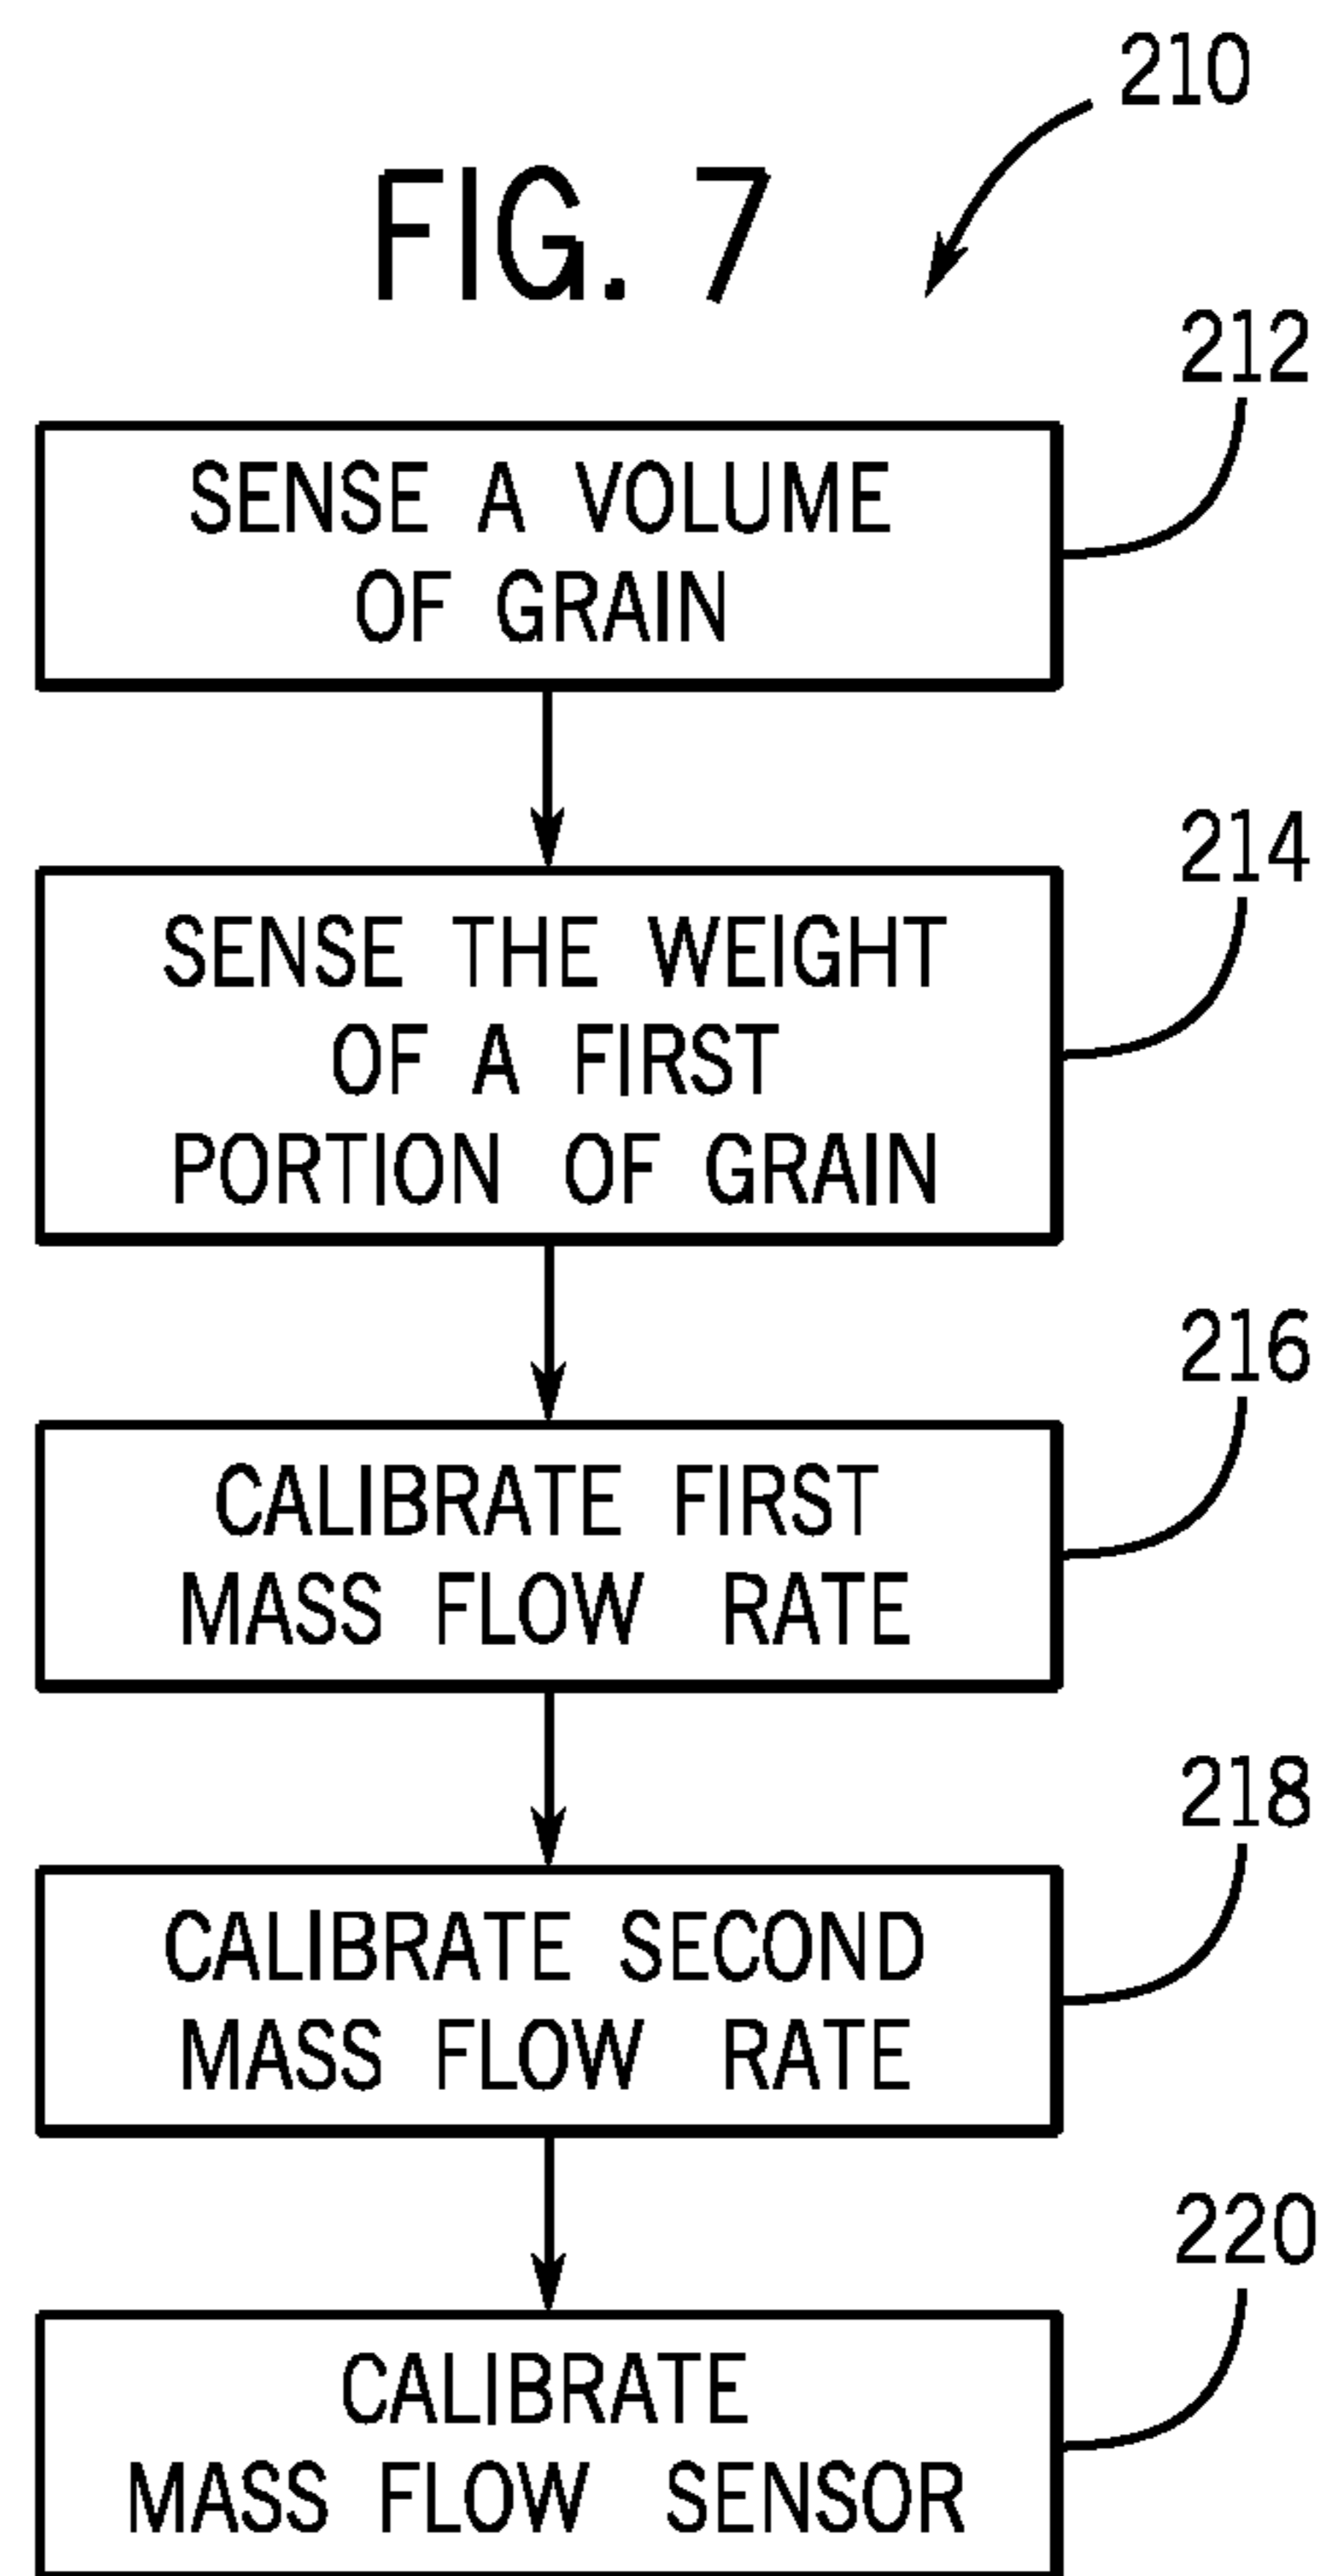 210
FIG. 7
212
SENSE A VOLUME
OF GRAIN
214
SENSE THE WEIGHT
OF A FIRST
PORTION OF GRAIN
216
CALIBRATE FIRST
MASS FLOW RATE
218
CALIBRATE SECOND
MASS FLOW RATE
220
CALIBRATE
MASS FLOW SENSOR